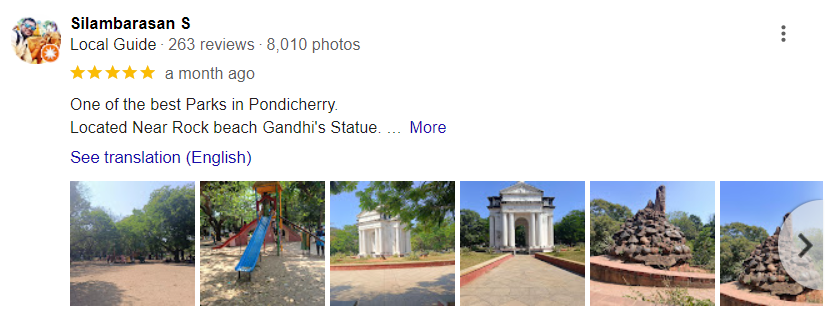 Silambarasan S
Local Guide · 263 reviews · 8,010 photos
a month ago
One of the best Parks in Pondicherry.
Located Near Rock beach Gandhi's Statue. … More
See translation (English)